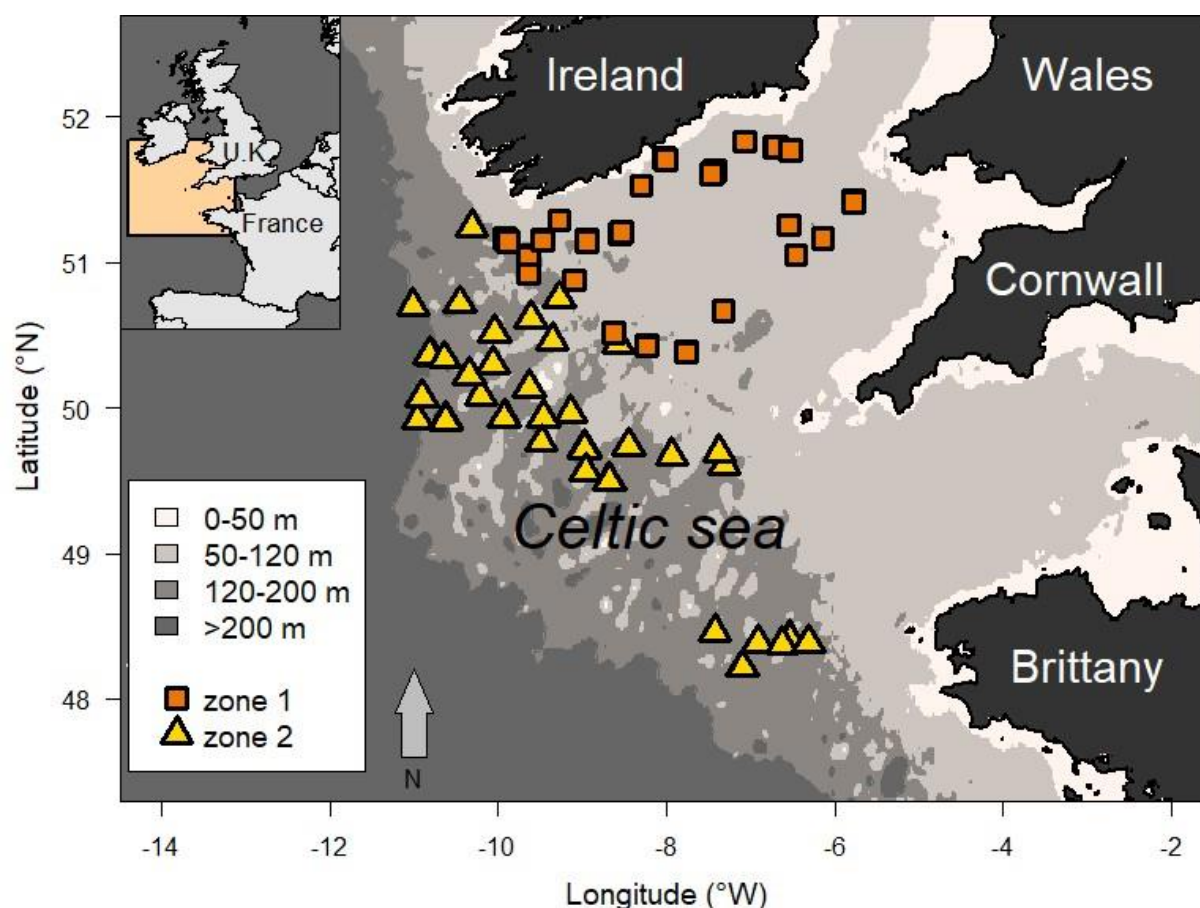 Ireland
Wales
U.K
France
Cornwall
Celtic sea
Brittany
0-50 m
50-120 m
120-200 m
>200 m
zone 1
zone 2
N
52
51
50
49
48
Latitude (°N)
-14
-12
-10
-8
-6
-4
-2
Longitude (°W)